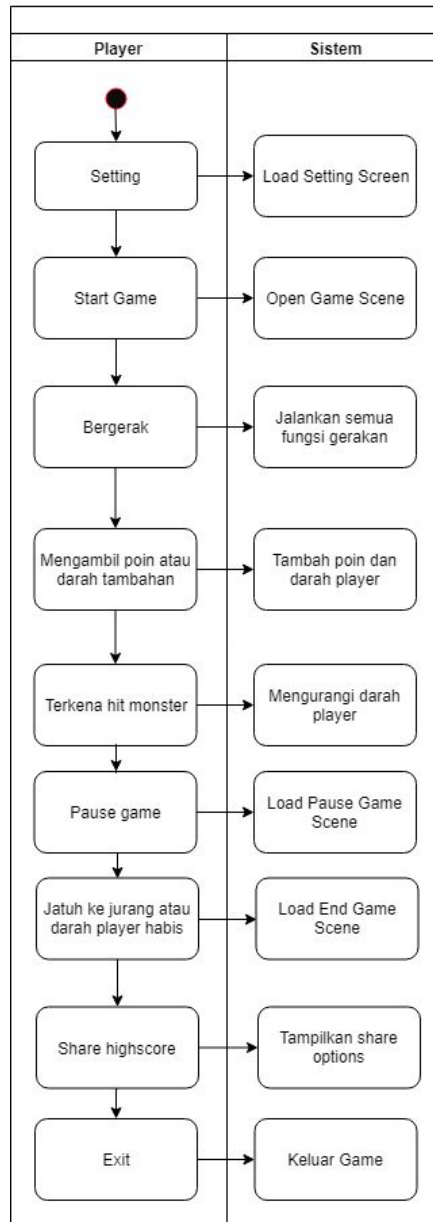 Player
Sistem
Setting
Load Setting Screen
Start Game
Open Game Scene
Bergerak
Jalankan semua
fungsi gerakan
Mengambil poin atau
darah tambahan
Tambah poin dan
darah player
Terkena hit monster
Mengurangi darah
player
Pause game
Load Pause Game
Scene
Jatuh ke jurang atau
darah player habis
Load End Game
Scene
Share highscore
Tampilkan share
options
Exit
Keluar Game